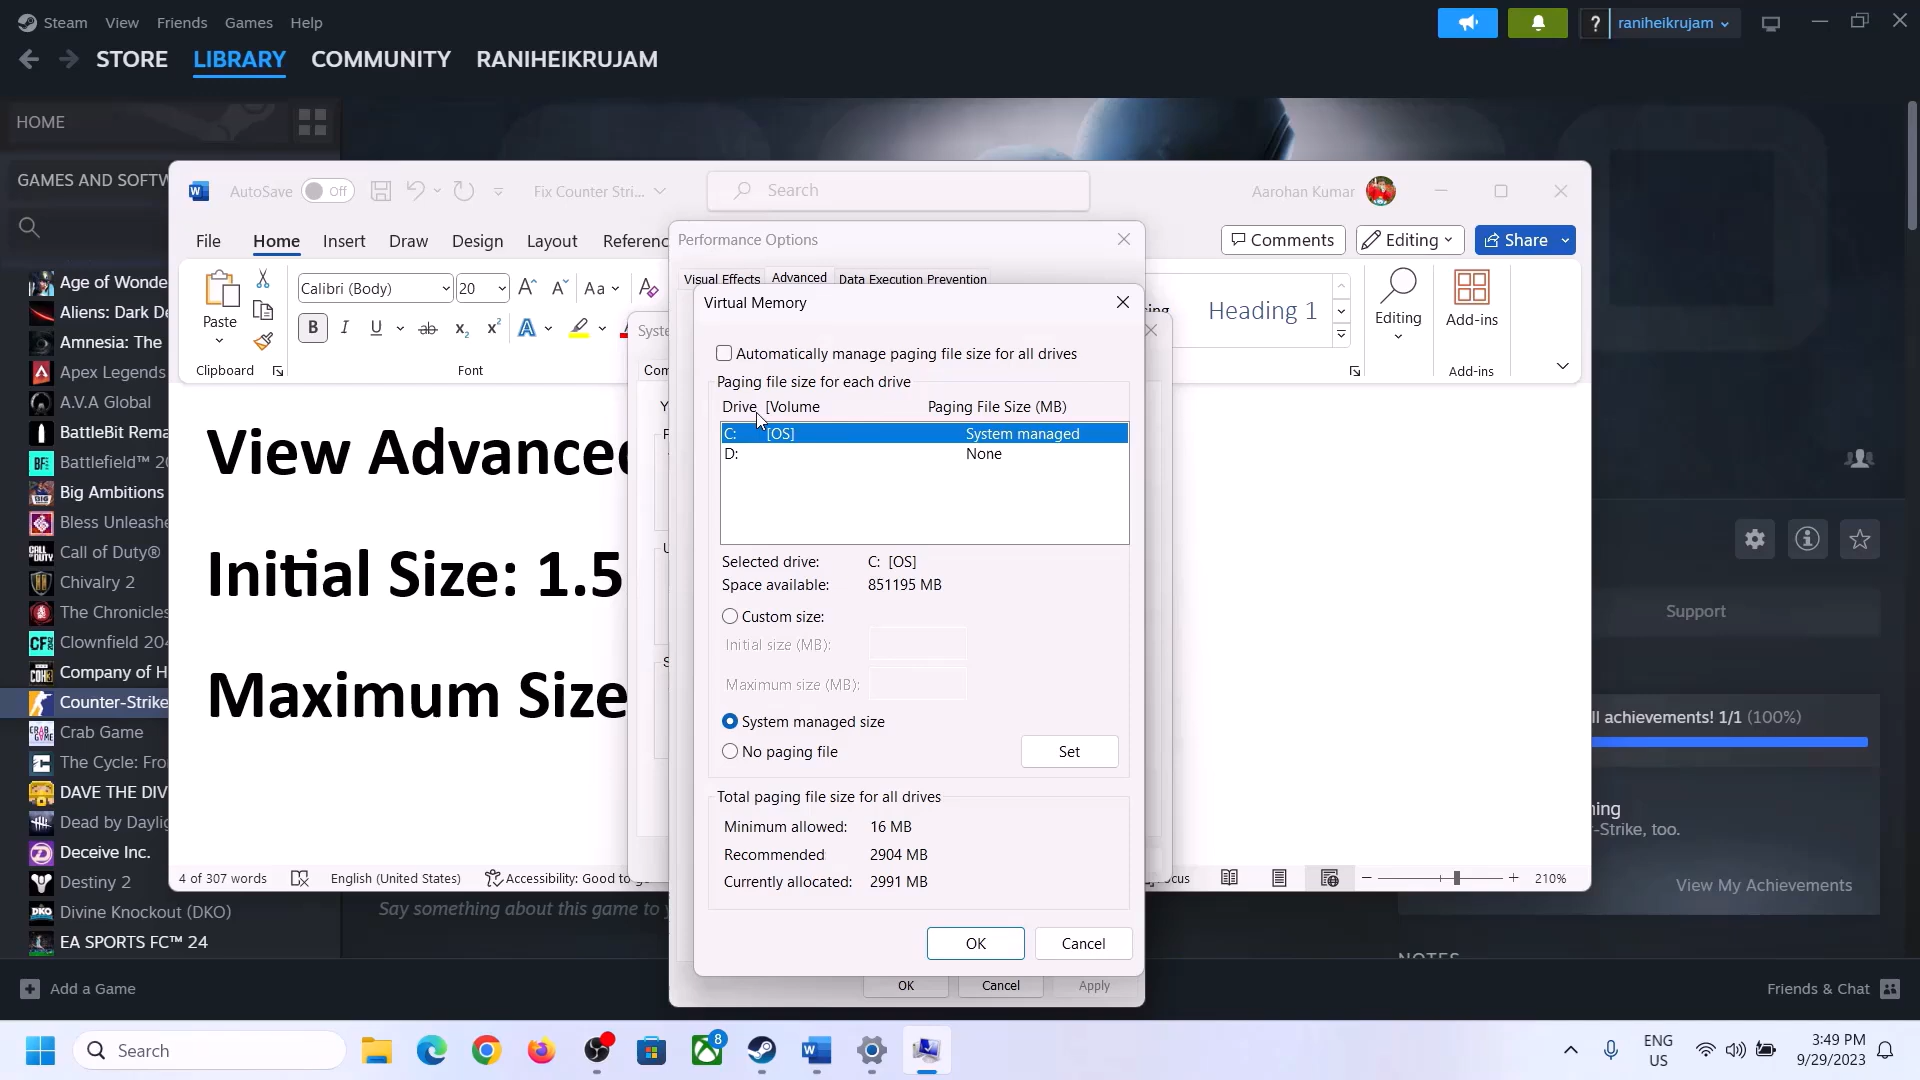 Steam View Friends Games Help
? raniheikrujam
STORE LIBRARY COMMUNITY RANIHEIKRUJAM
HOME
GAMES AND SOFTW
Age of Wonde
Aliens: Dark De
Amnesia: The
Apex Legends
A.V.A Global
BattleBit Rema
Battlefield™ 20
Big Ambitions
Bless Unleashe
Call of Duty®
Chivalry 2
The Chronicles
Clownfield 204
Company of H
Counter-Strike
Crab Game
The Cycle: Fro
DAVE THE DIV
Dead by Daylig
Deceive Inc.
Destiny 2
Divine Knockout (DKO)
EA SPORTS FC™ 24
Add a Game
AutoSave Off Fix Counter Stri... Search Aarohan Kumar
File Home Insert Draw Design Layout Referenc Comments Editing Share
Paste Calibri (Body) 20 Aa Heading 1 Editing Add-ins
B I U ab x₂ x² A
Clipboard Font Add-ins
View Advanced
Initial Size: 1.5
Maximum Size
4 of 307 words English (United States) Accessibility: Good to g 210%
Performance Options
Visual Effects Advanced Data Execution Prevention
Syste
Com
Virtual Memory
Automatically manage paging file size for all drives
Paging file size for each drive
Drive [Volume Paging File Size (MB)
C: [OS] System managed
D: None
Selected drive: C: [OS]
Space available: 851195 MB
Custom size:
Initial size (MB):
Maximum size (MB):
System managed size
No paging file Set
Total paging file size for all drives
Minimum allowed: 16 MB
Recommended 2904 MB
Currently allocated: 2991 MB
OK Cancel
OK Cancel Apply
Support
ll achievements! 1/1 (100%)
-Strike, too.
View My Achievements
Say something about this game to y
NOTES
Friends & Chat
Search
8
ENG
US
3:49 PM
9/29/2023